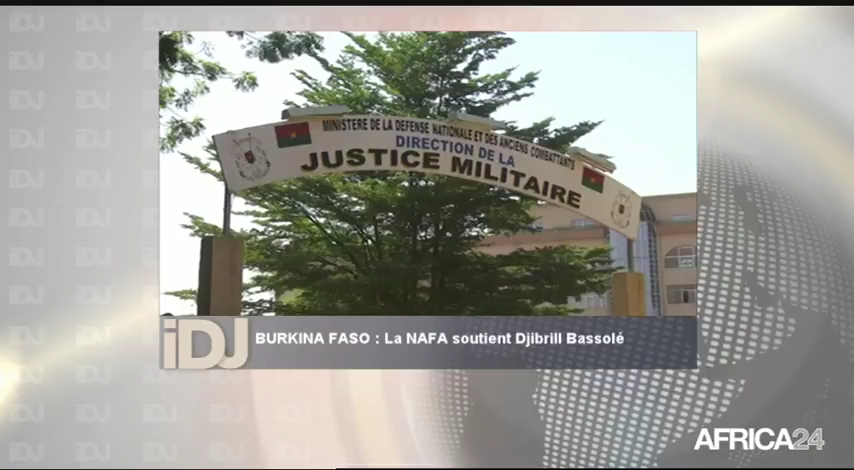 MINISTERE DE LA DEFENSE NATIONALE ET DES ANCIENS COMBATTANTS
DIRECTION DE LA
JUSTICE MILITAIRE
iDJ BURKINA FASO : La NAFA soutient Djibrill Bassolé
AFRICA24